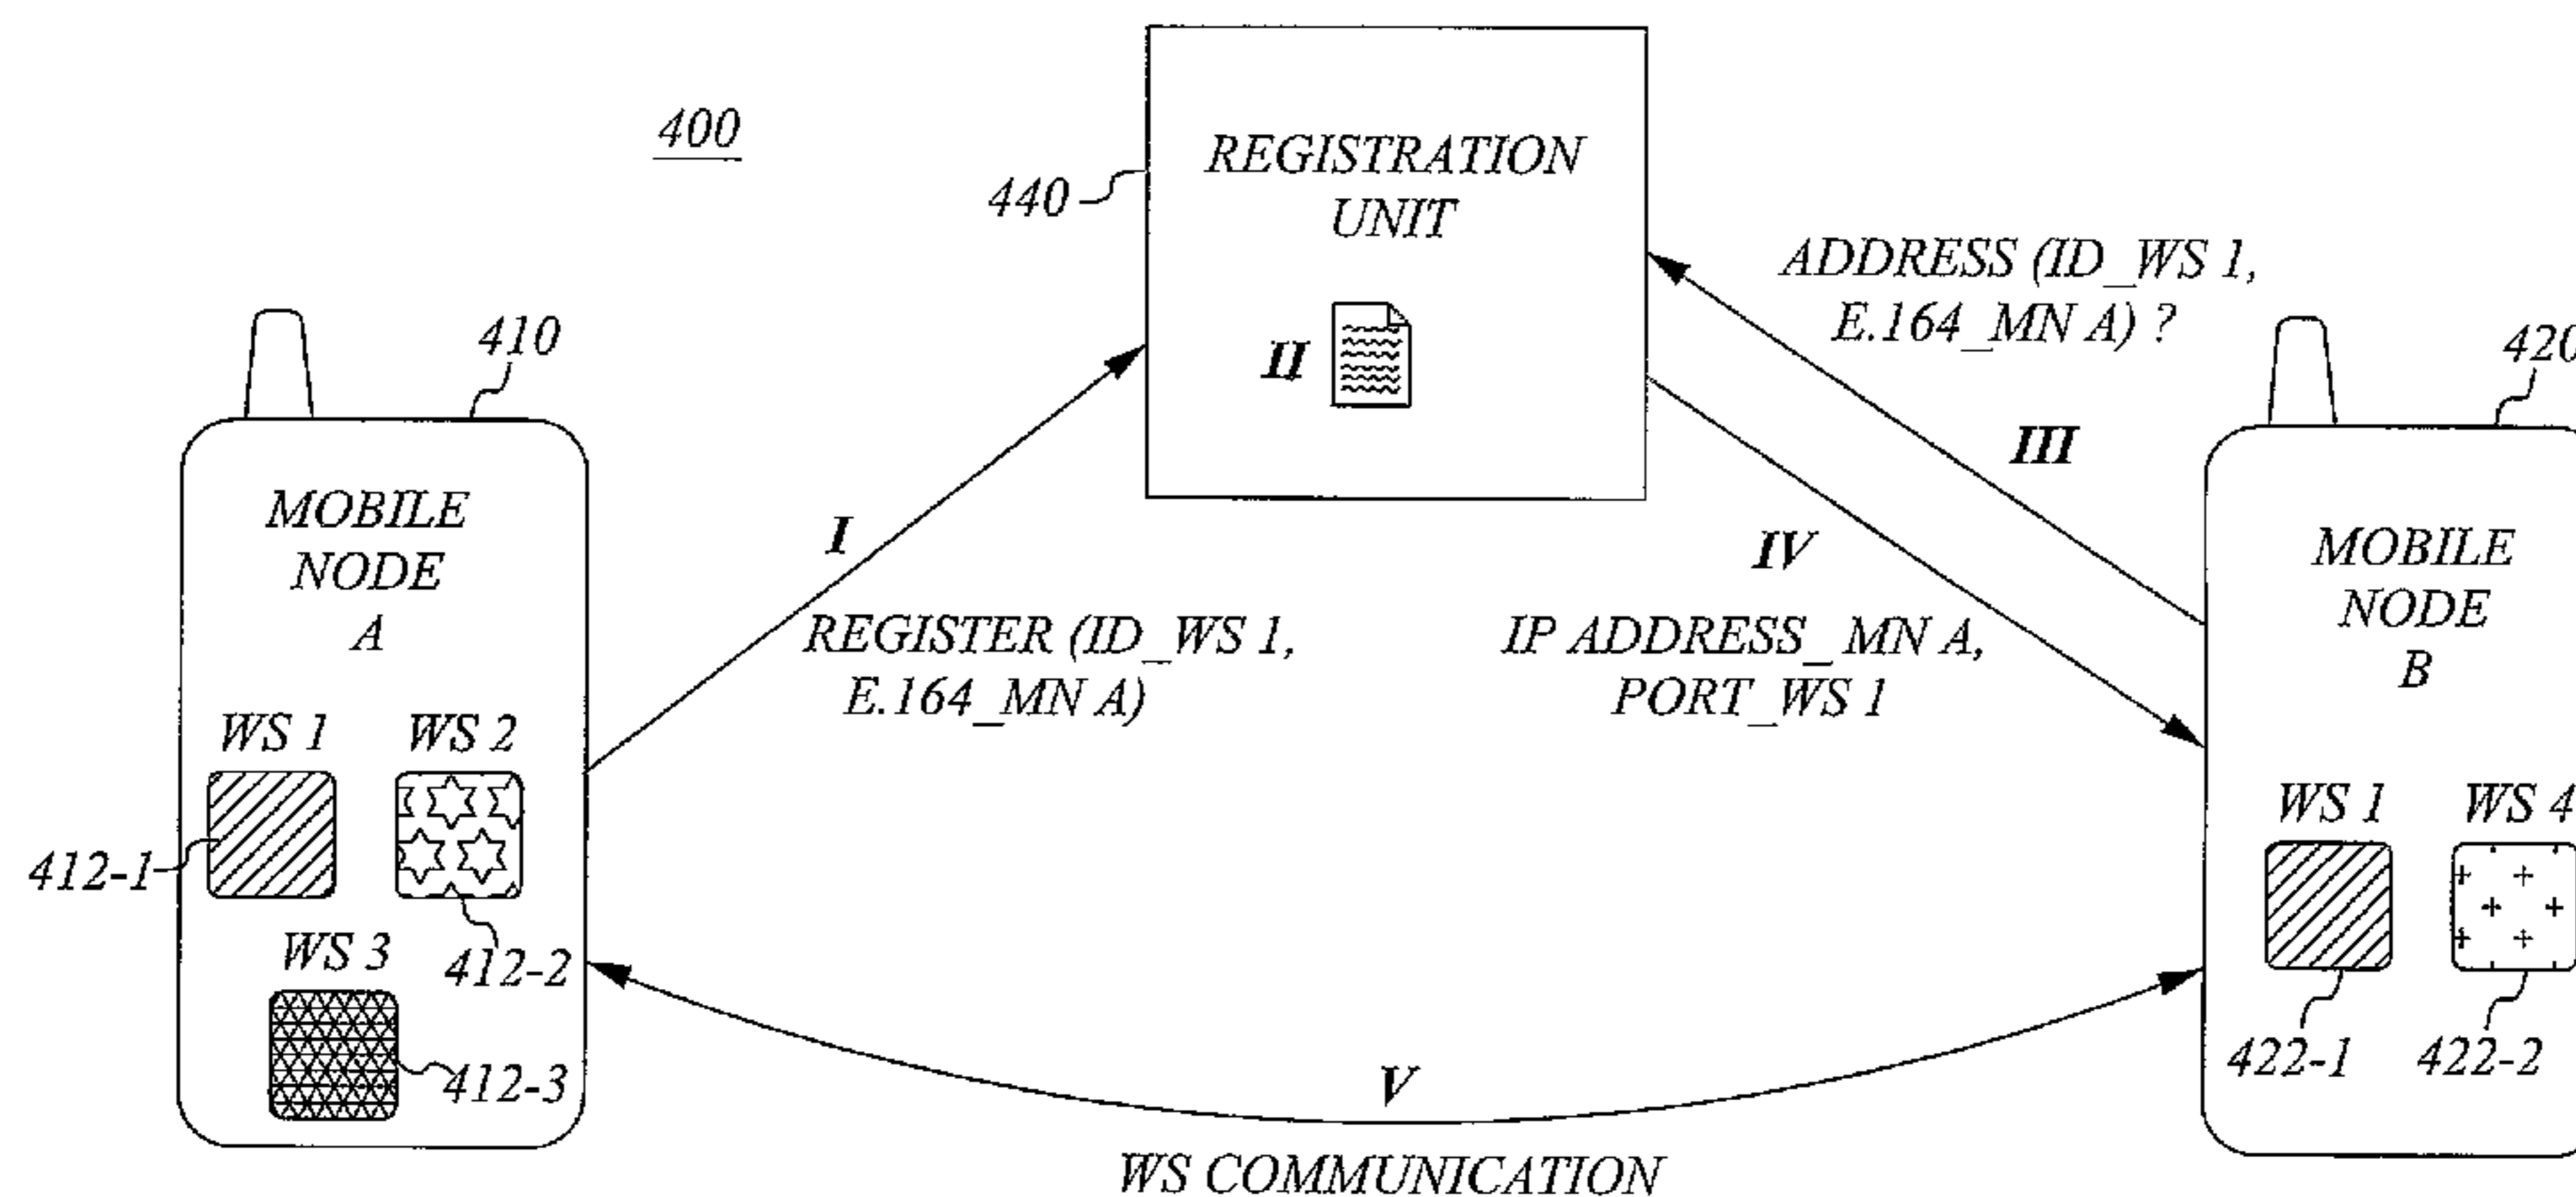 400
REGISTRATION
UNIT
440
II
ADDRESS (ID_WS 1,
E.164_MN A) ?
III
410
420
MOBILE
NODE
A
I
REGISTER (ID_WS 1,
E.164_MN A)
IV
IP ADDRESS_MN A,
PORT_WS 1
MOBILE
NODE
B
WS 1
WS 2
412-1
412-2
WS 3
412-3
WS 1
WS 4
422-1
422-2
V
WS COMMUNICATION